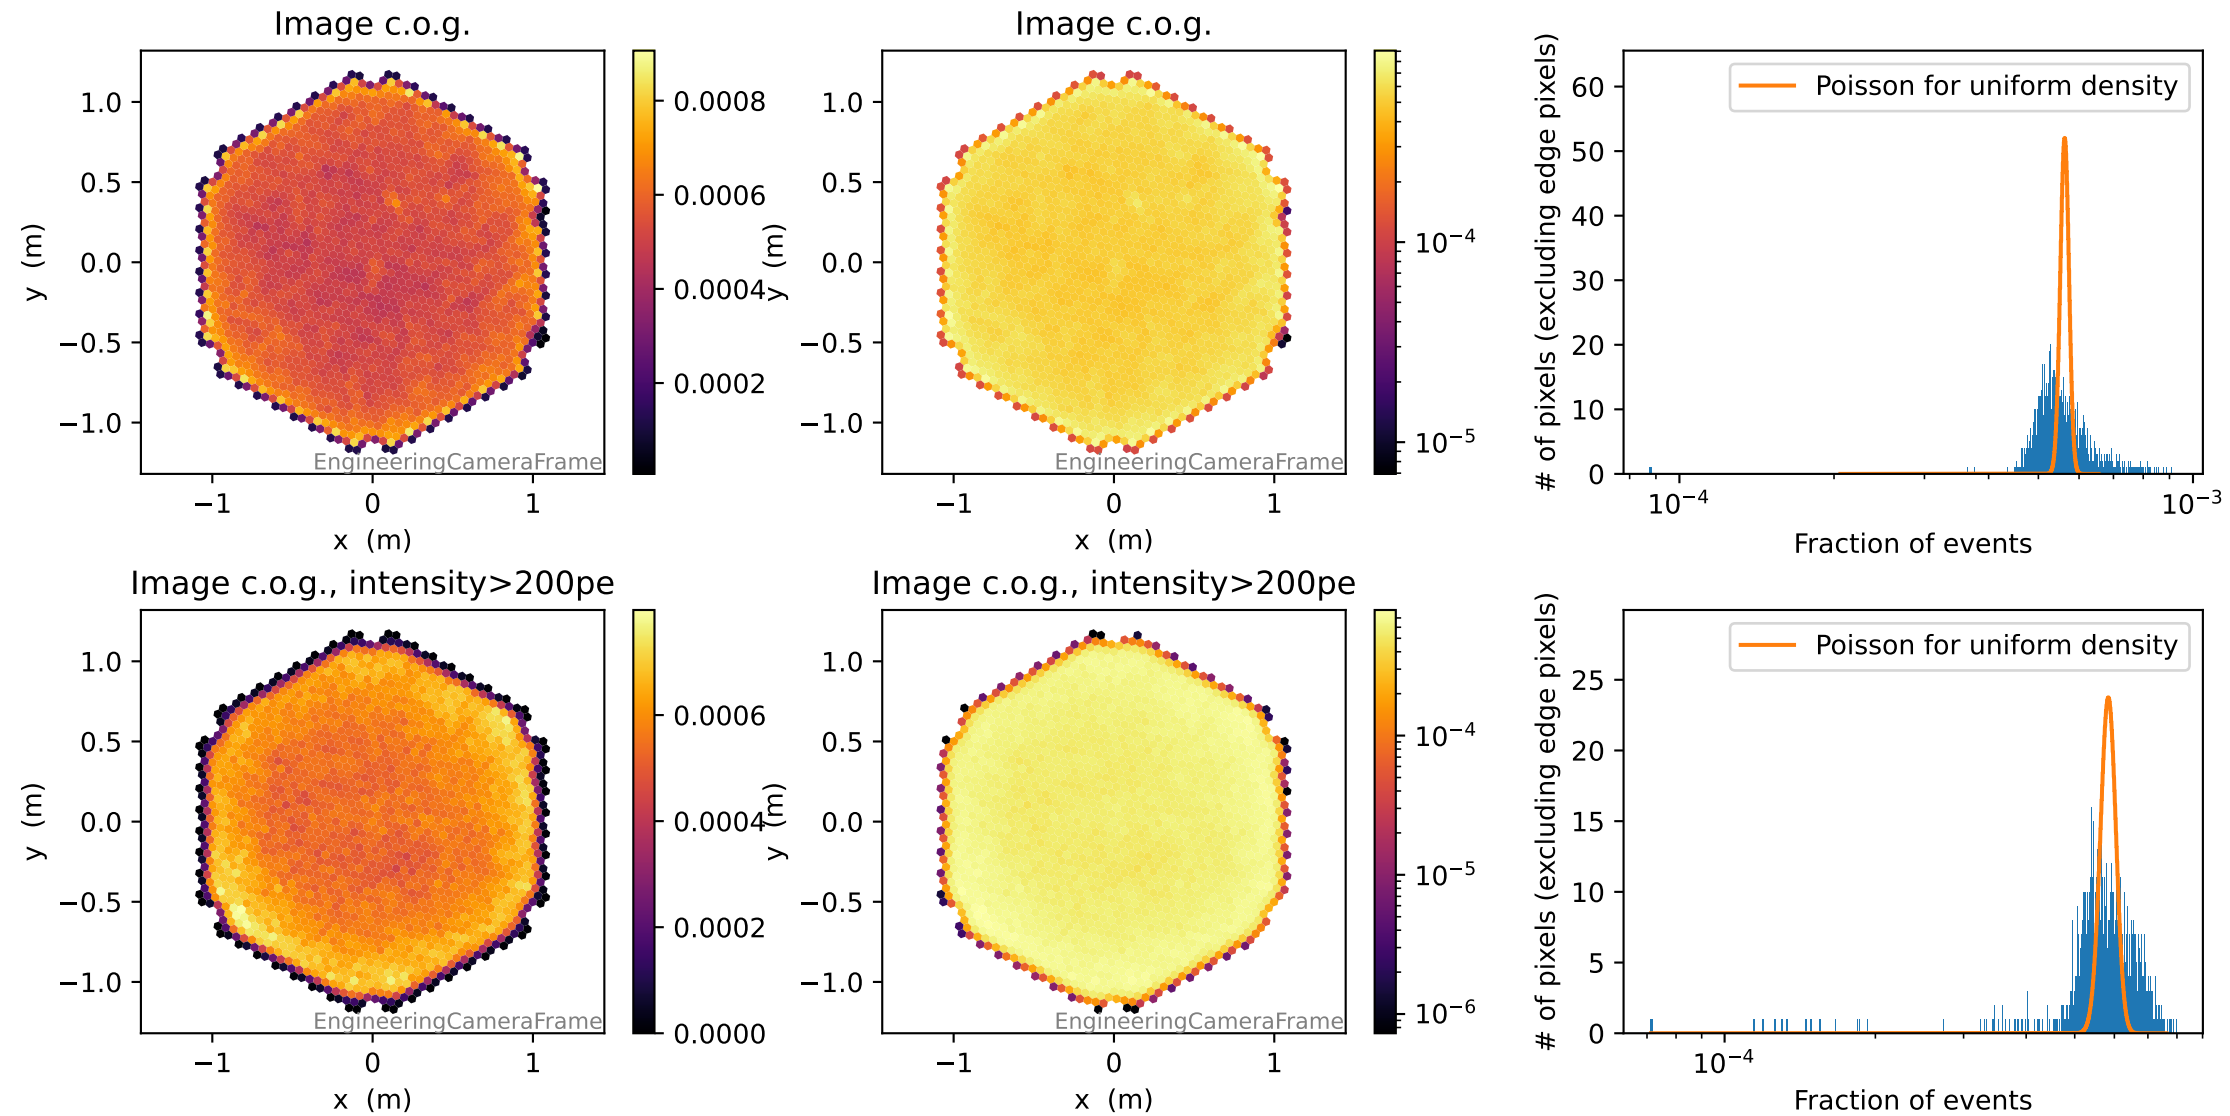 Image c.o.g.
1.0
0.5
0.0
−0.5
−1.0
y (m)
−1 0 1
x (m)
EngineeringCameraFrame
0.0008
0.0006
0.0004
0.0002
Image c.o.g.
1.0
0.5
0.0
−0.5
−1.0
y (m)
−1 0 1
x (m)
EngineeringCameraFrame
10⁻⁴
10⁻⁵
Poisson for uniform density
60
50
40
30
20
10
0
# of pixels (excluding edge pixels)
10⁻⁴ 10⁻³
Fraction of events
Image c.o.g., intensity>200pe
1.0
0.5
0.0
−0.5
−1.0
y (m)
−1 0 1
x (m)
EngineeringCameraFrame
0.0006
0.0004
0.0002
0.0000
Image c.o.g., intensity>200pe
1.0
0.5
0.0
−0.5
−1.0
y (m)
−1 0 1
x (m)
EngineeringCameraFrame
10⁻⁴
10⁻⁵
10⁻⁶
Poisson for uniform density
25
20
15
10
5
0
# of pixels (excluding edge pixels)
10⁻⁴
Fraction of events